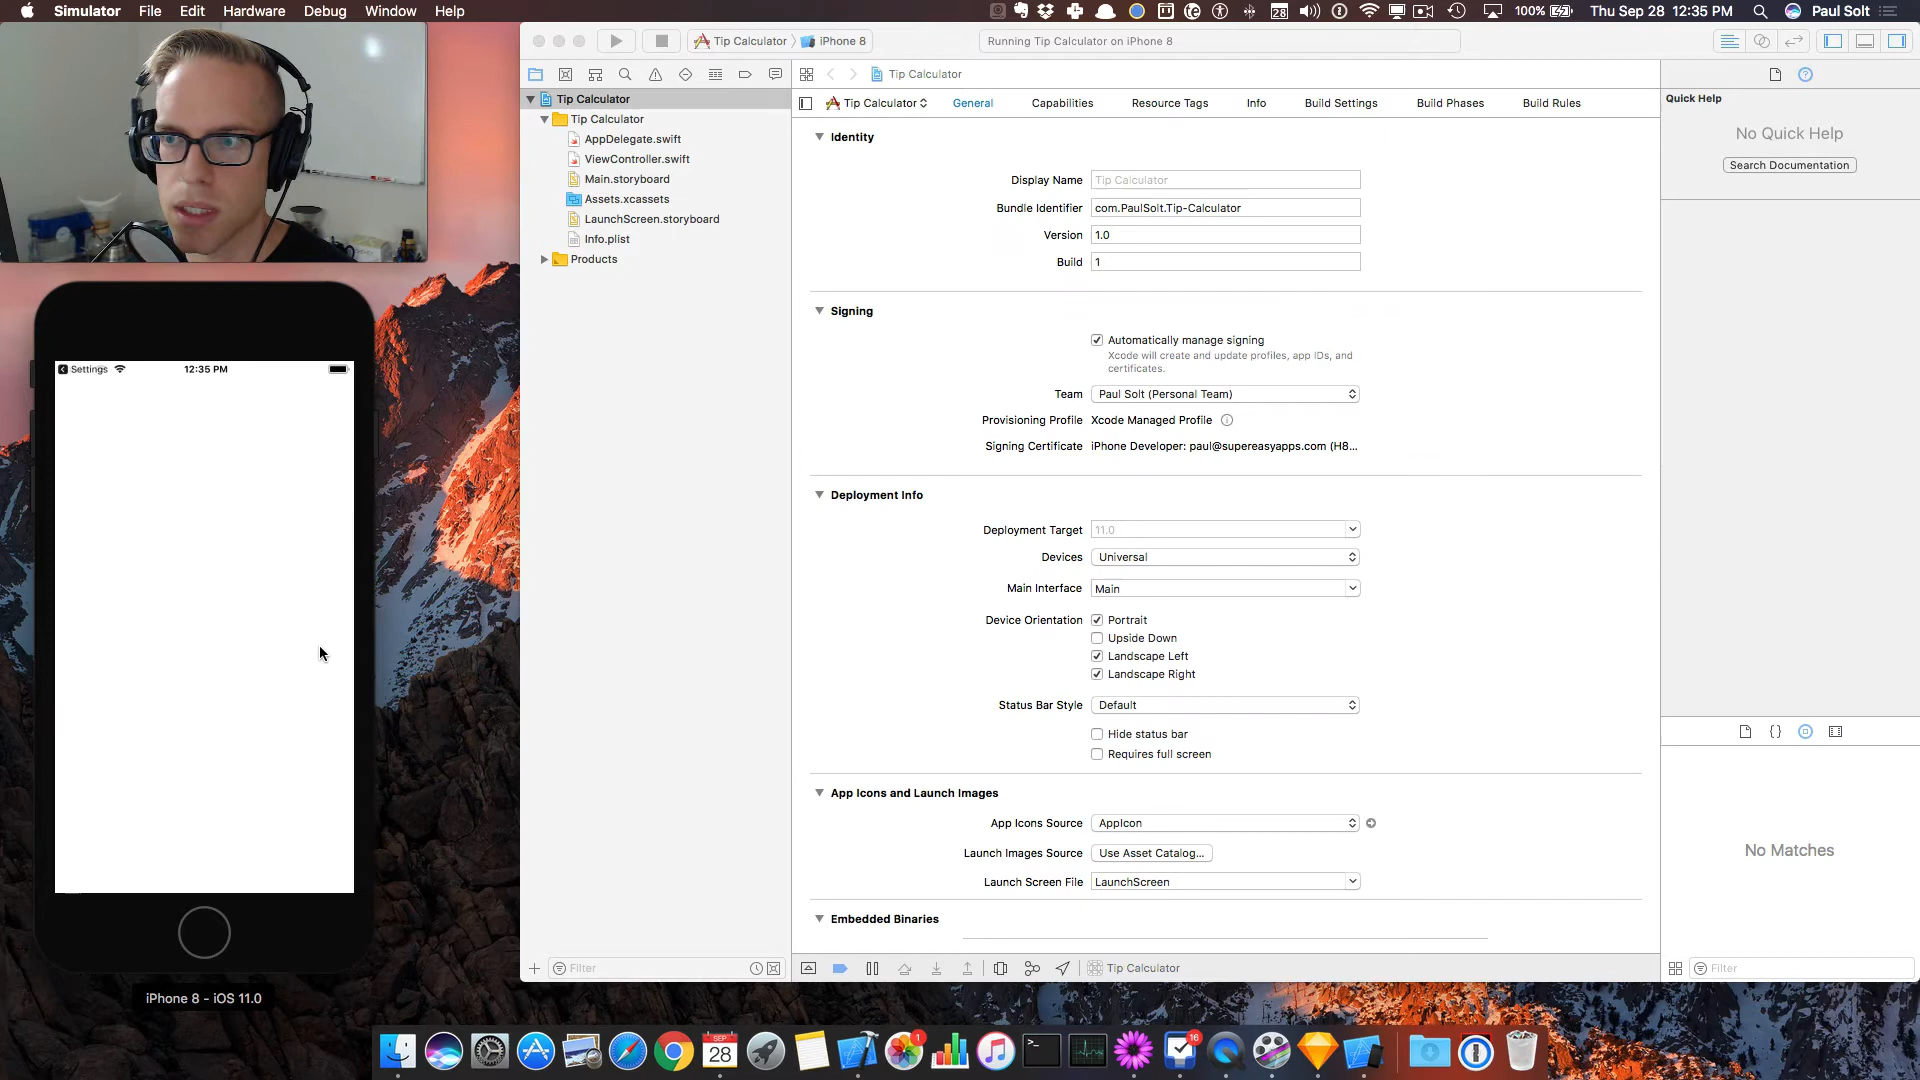 Simulator File Edit Hardware Debug Window Help
28 100% Thu Sep 28 12:35 PM Paul Solt
Tip Calculator iPhone 8
Running Tip Calculator on iPhone 8
Tip Calculator
Tip Calculator
AppDelegate.swift
ViewController.swift
Main.storyboard
Assets.xcassets
LaunchScreen.storyboard
Info.plist
Products
Filter
Tip Calculator
Tip Calculator General Capabilities Resource Tags Info Build Settings Build Phases Build Rules
Identity
Display Name Tip Calculator
Bundle Identifier com.PaulSolt.Tip-Calculator
Version 1.0
Build 1
Signing
Automatically manage signing
Xcode will create and update profiles, app IDs, and
certificates.
Team Paul Solt (Personal Team)
Provisioning Profile Xcode Managed Profile
Signing Certificate iPhone Developer: paul@supereasyapps.com (H8...
Deployment Info
Deployment Target 11.0
Devices Universal
Main Interface Main
Device Orientation Portrait
Upside Down
Landscape Left
Landscape Right
Status Bar Style Default
Hide status bar
Requires full screen
App Icons and Launch Images
App Icons Source AppIcon
Launch Images Source Use Asset Catalog...
Launch Screen File LaunchScreen
Embedded Binaries
Tip Calculator
Quick Help
No Quick Help
Search Documentation
No Matches
Filter
Settings 12:35 PM
iPhone 8 - iOS 11.0
SEP
28
1
16